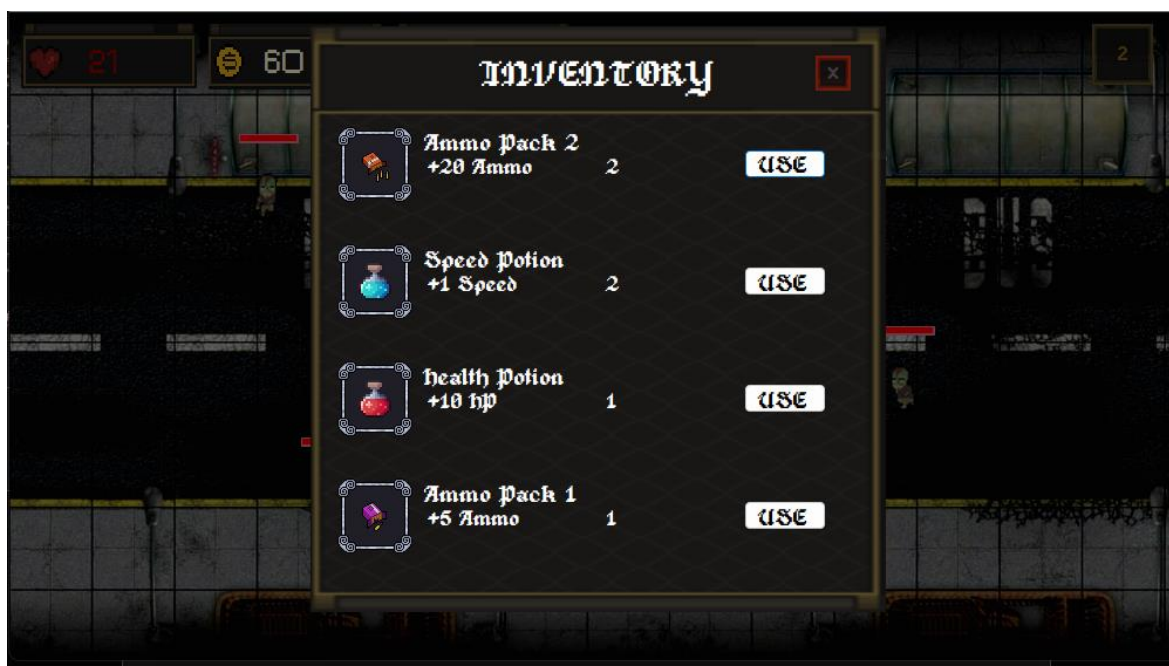 21
60
INVENTORY
x
2
Ammo Pack 2
+20 Ammo 2 USE
Speed Potion
+1 Speed 2 USE
Health Potion
+10 HP 1 USE
Ammo Pack 1
+5 Ammo 1 USE